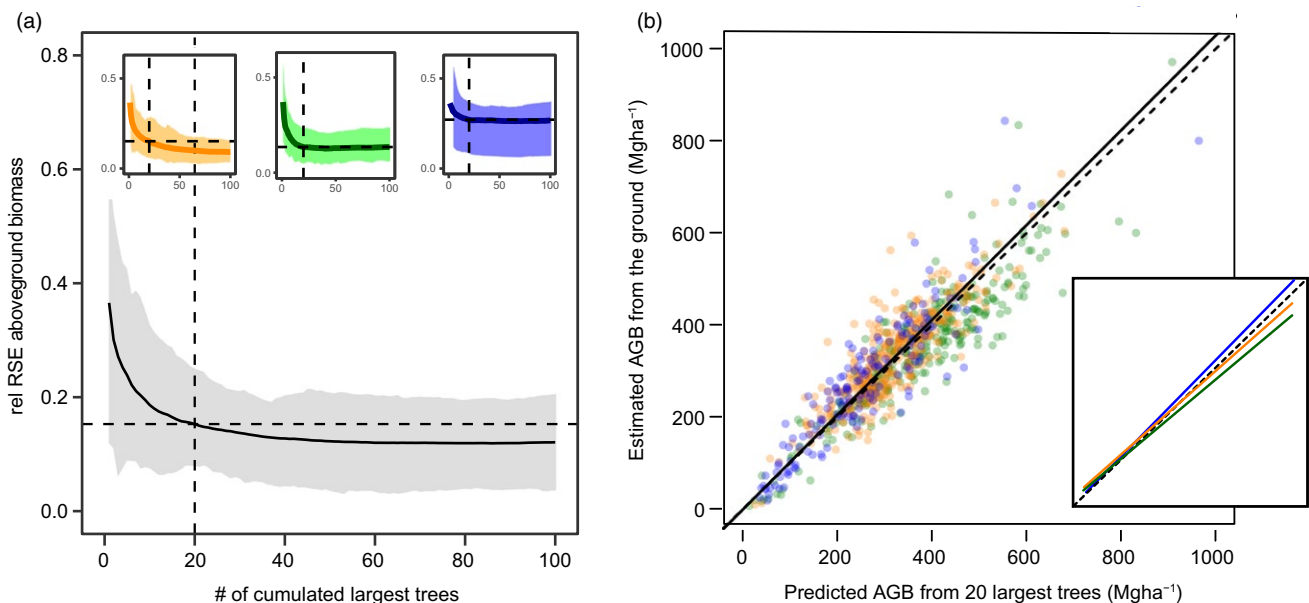 (a)
rel RSE aboveground biomass
0.8
0.6
0.4
0.2
0.0
0 20 40 60 80 100
# of cumulated largest trees
0.5
0.0
0 100
0.5
0.0
0 100
0.5
0.0
0 100
(b)
Estimated AGB from the ground (Mgha⁻¹)
1000
800
600
400
200
0
0 200 400 600 800 1000
Predicted AGB from 20 largest trees (Mgha⁻¹)